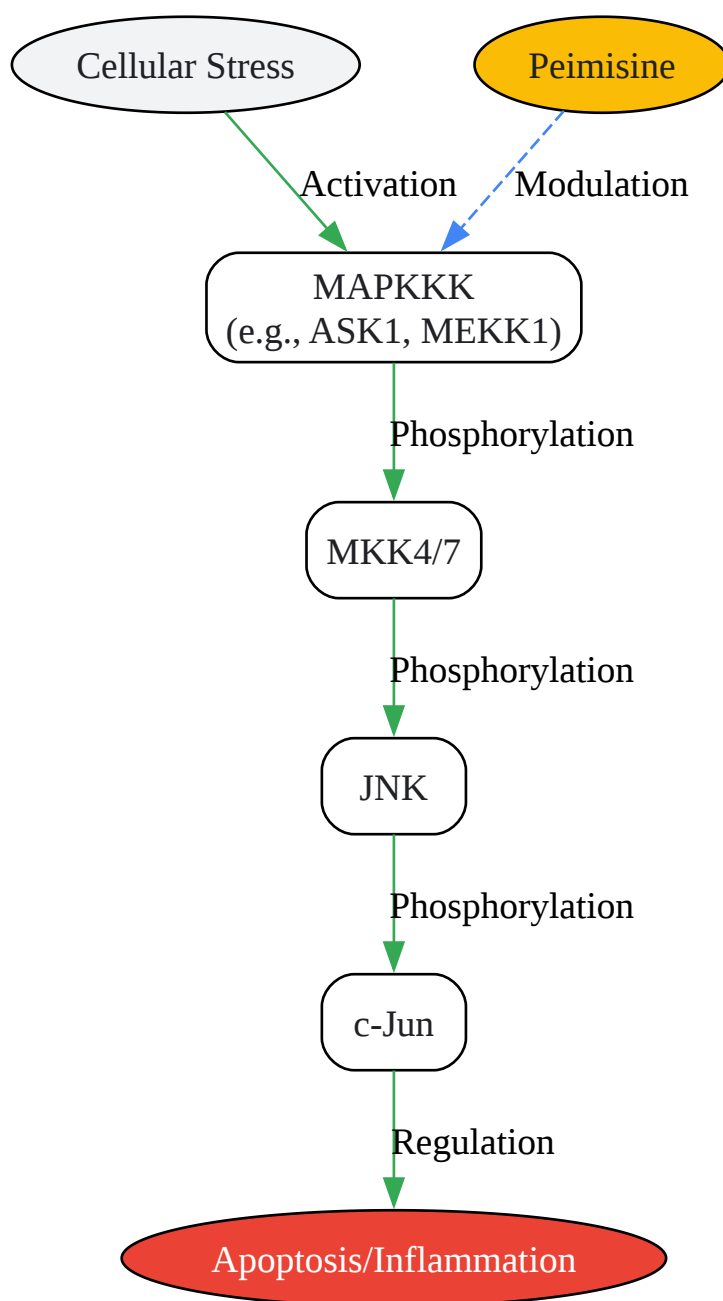 Cellular Stress
Peimisine
Activation
Modulation
MAPKKK
(e.g., ASK1, MEKK1)
Phosphorylation
MKK4/7
Phosphorylation
JNK
Phosphorylation
c-Jun
Regulation
Apoptosis/Inflammation